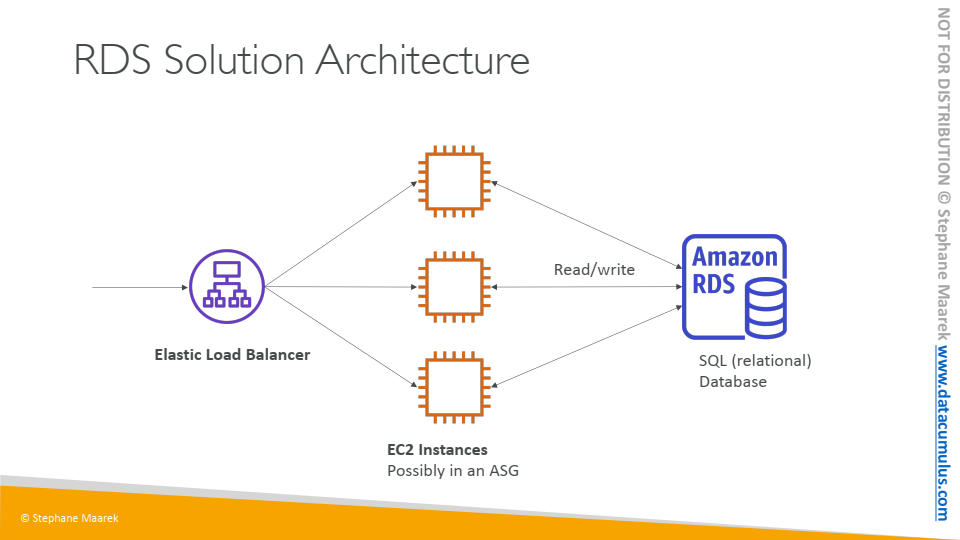 RDS Solution Architecture
Read/write
Amazon
RDS
Elastic Load Balancer
SQL (relational)
Database
EC2 Instances
Possibly in an ASG
© Stephane Maarek
NOT FOR DISTRIBUTION © Stephane Maarek www.datacumulus.com